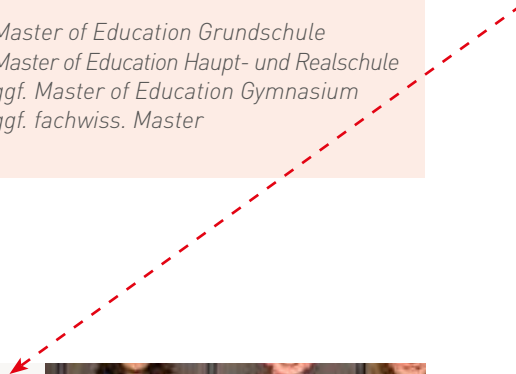 Master of Education Grundschule
Master of Education Haupt- und Realschule
ggf. Master of Education Gymnasium
ggf. fachwiss. Master